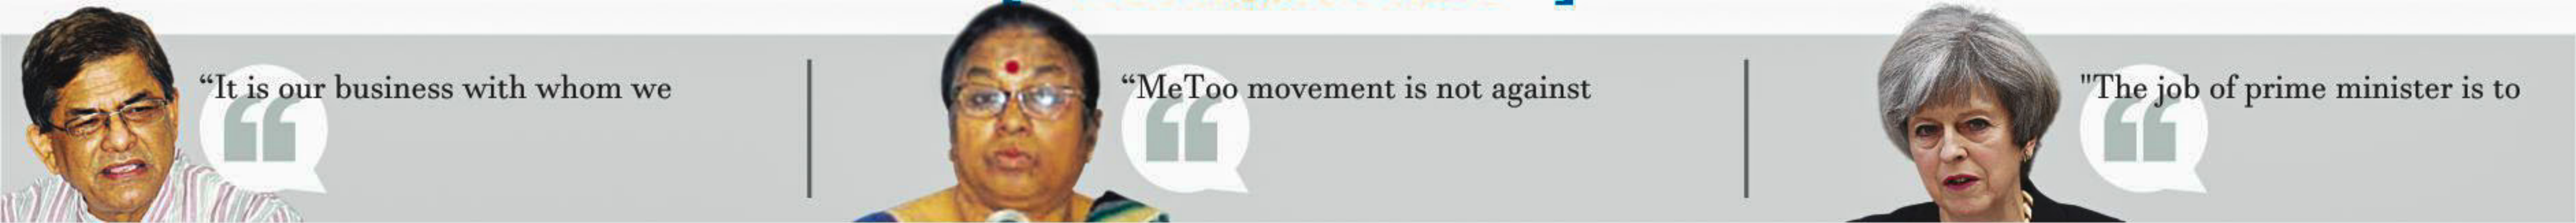 “It is our business with whom we
“MeToo movement is not against
"The job of prime minister is to